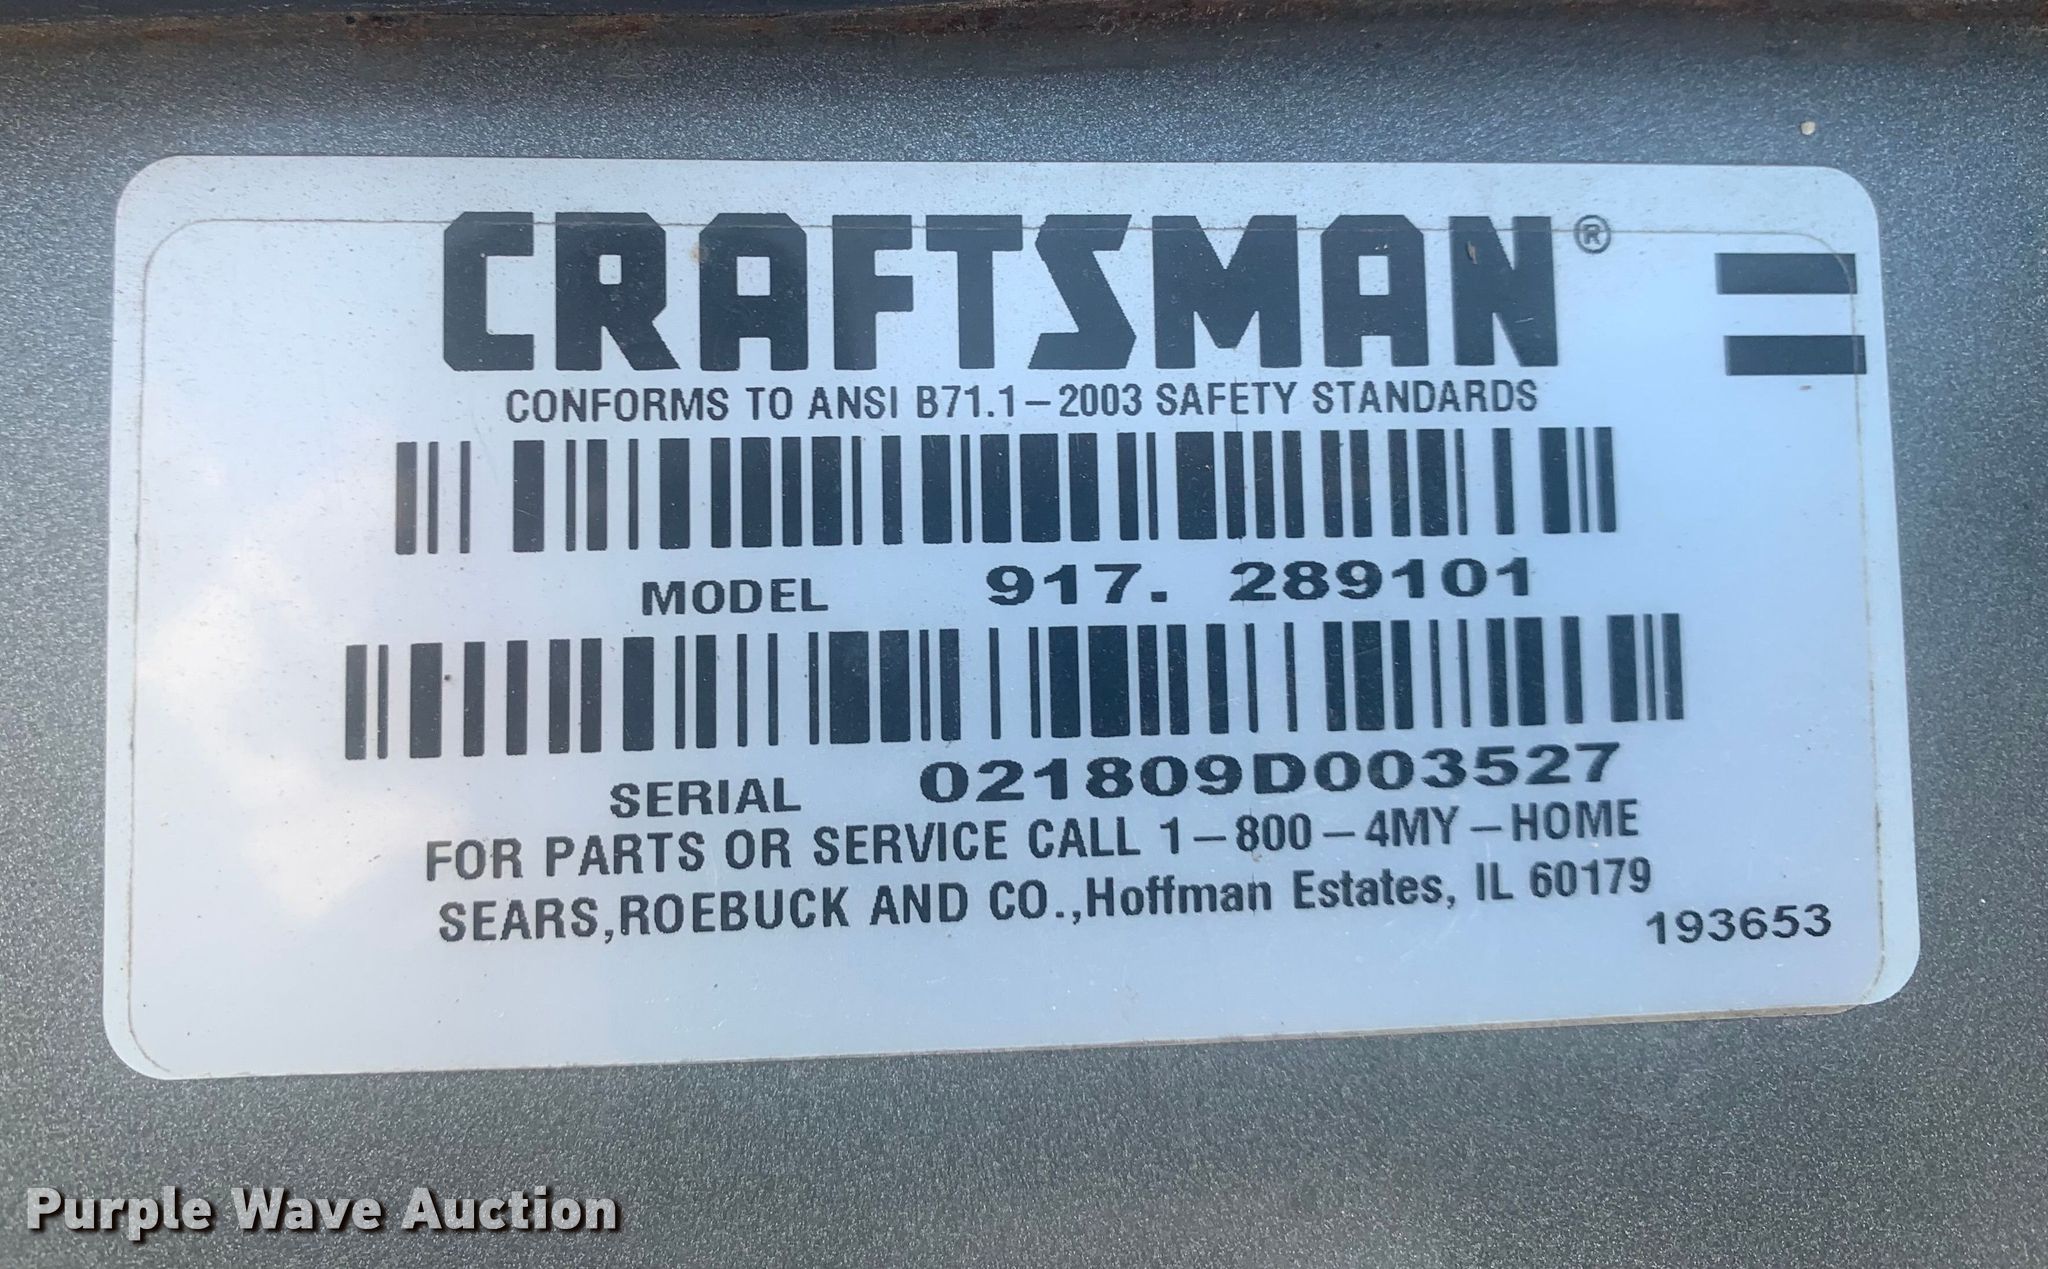 CRAFTSMAN®
CONFORMS TO ANSI B71.1-2003 SAFETY STANDARDS
MODEL 917. 289101
SERIAL 021809D003527
FOR PARTS OR SERVICE CALL 1-800-4MY-HOME
SEARS,ROEBUCK AND CO.,Hoffman Estates, IL 60179
193653
Purple Wave Auction